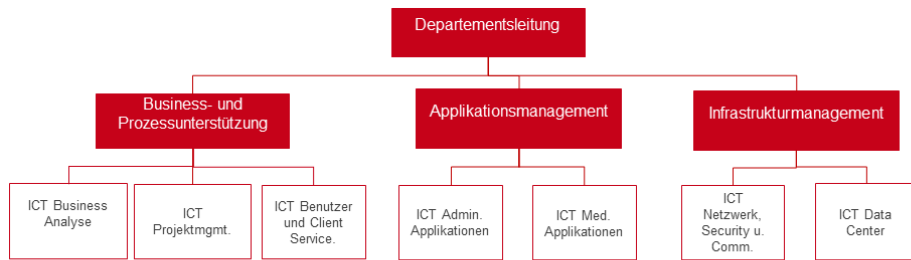 Departementsleitung
Business- und
Prozessunterstützung
Applikationsmanagement
Infrastrukturmanagement
ICT Business
Analyse
ICT
Projektmgmt.
ICT Benutzer
und Client
Service.
ICT Admin.
Applikationen
ICT Med.
Applikationen
ICT
Netzwerk,
Security u.
Comm.
ICT Data
Center